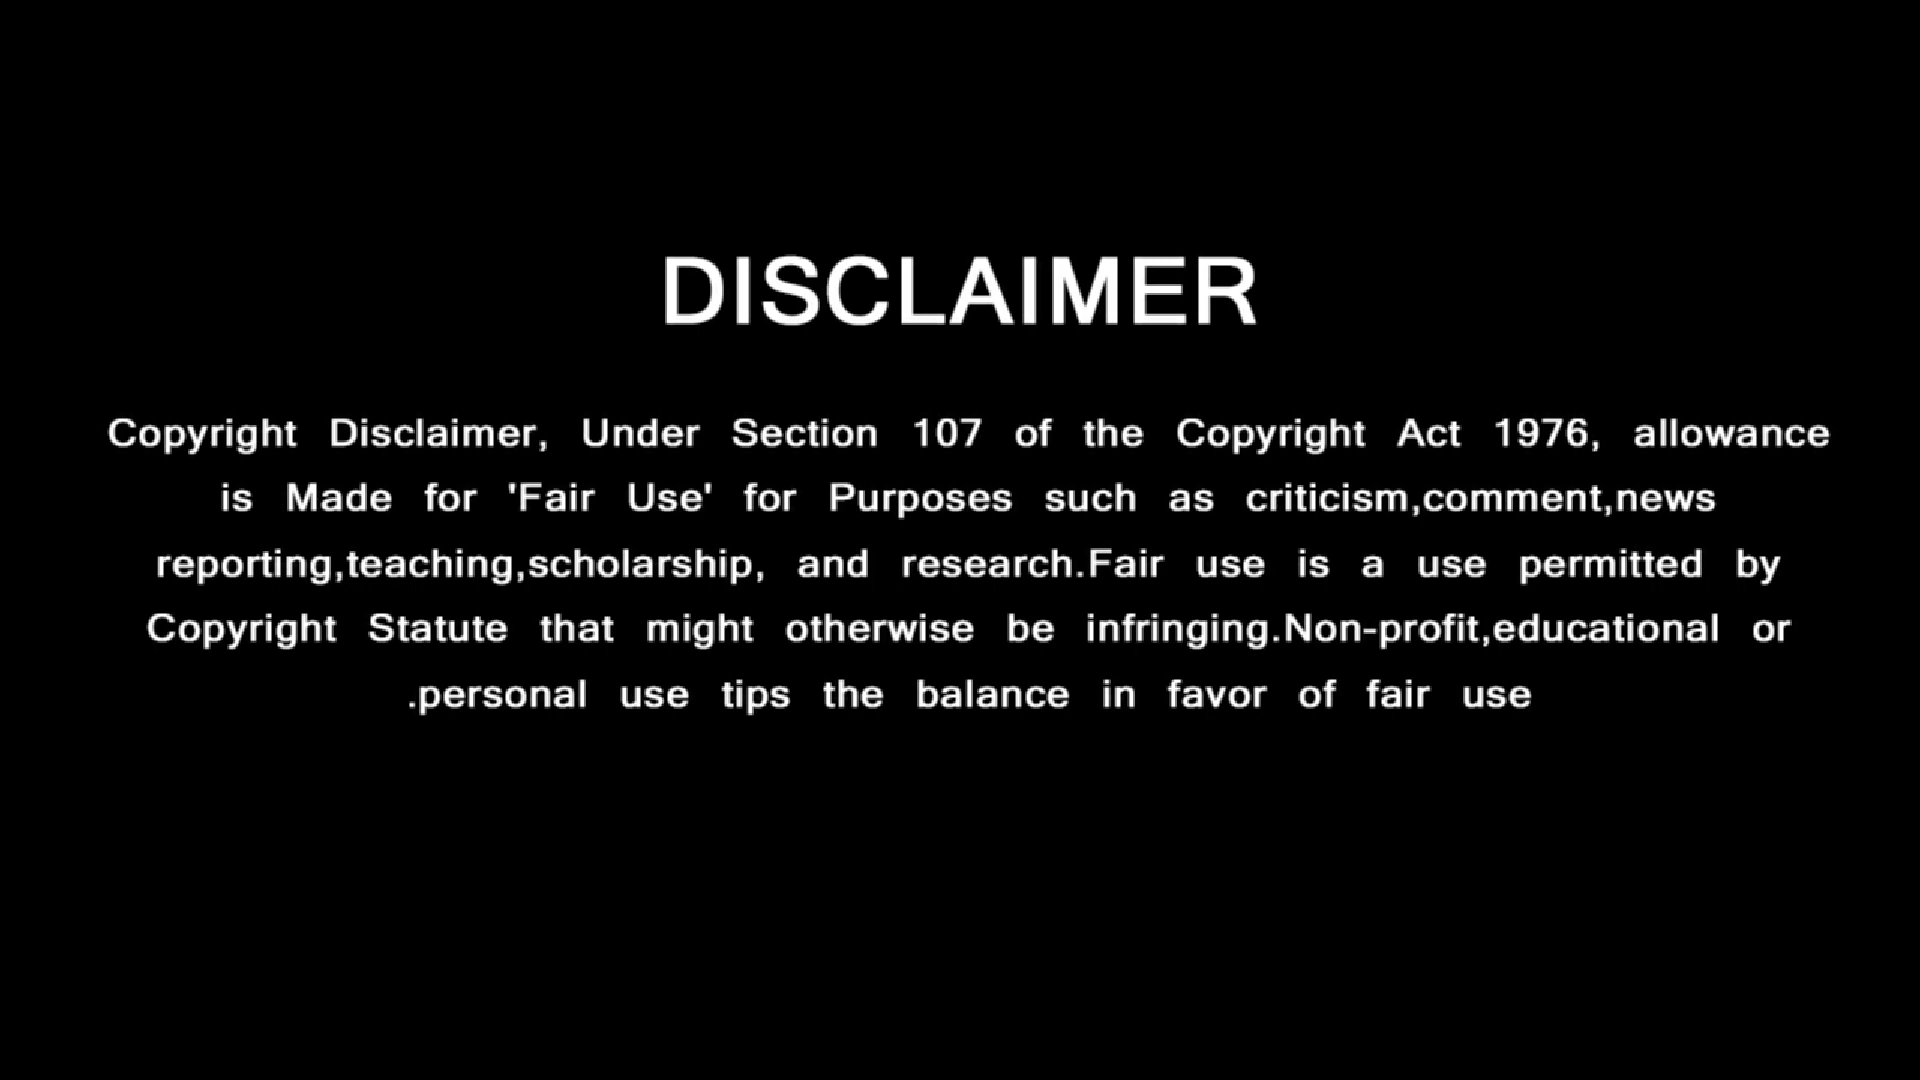 DISCLAIMER
Copyright Disclaimer, Under Section 107 of the Copyright Act 1976, allowance
is Made for 'Fair Use' for Purposes such as criticism,comment,news
reporting,teaching,scholarship, and research.Fair use is a use permitted by
Copyright Statute that might otherwise be infringing.Non-profit,educational or
.personal use tips the balance in favor of fair use